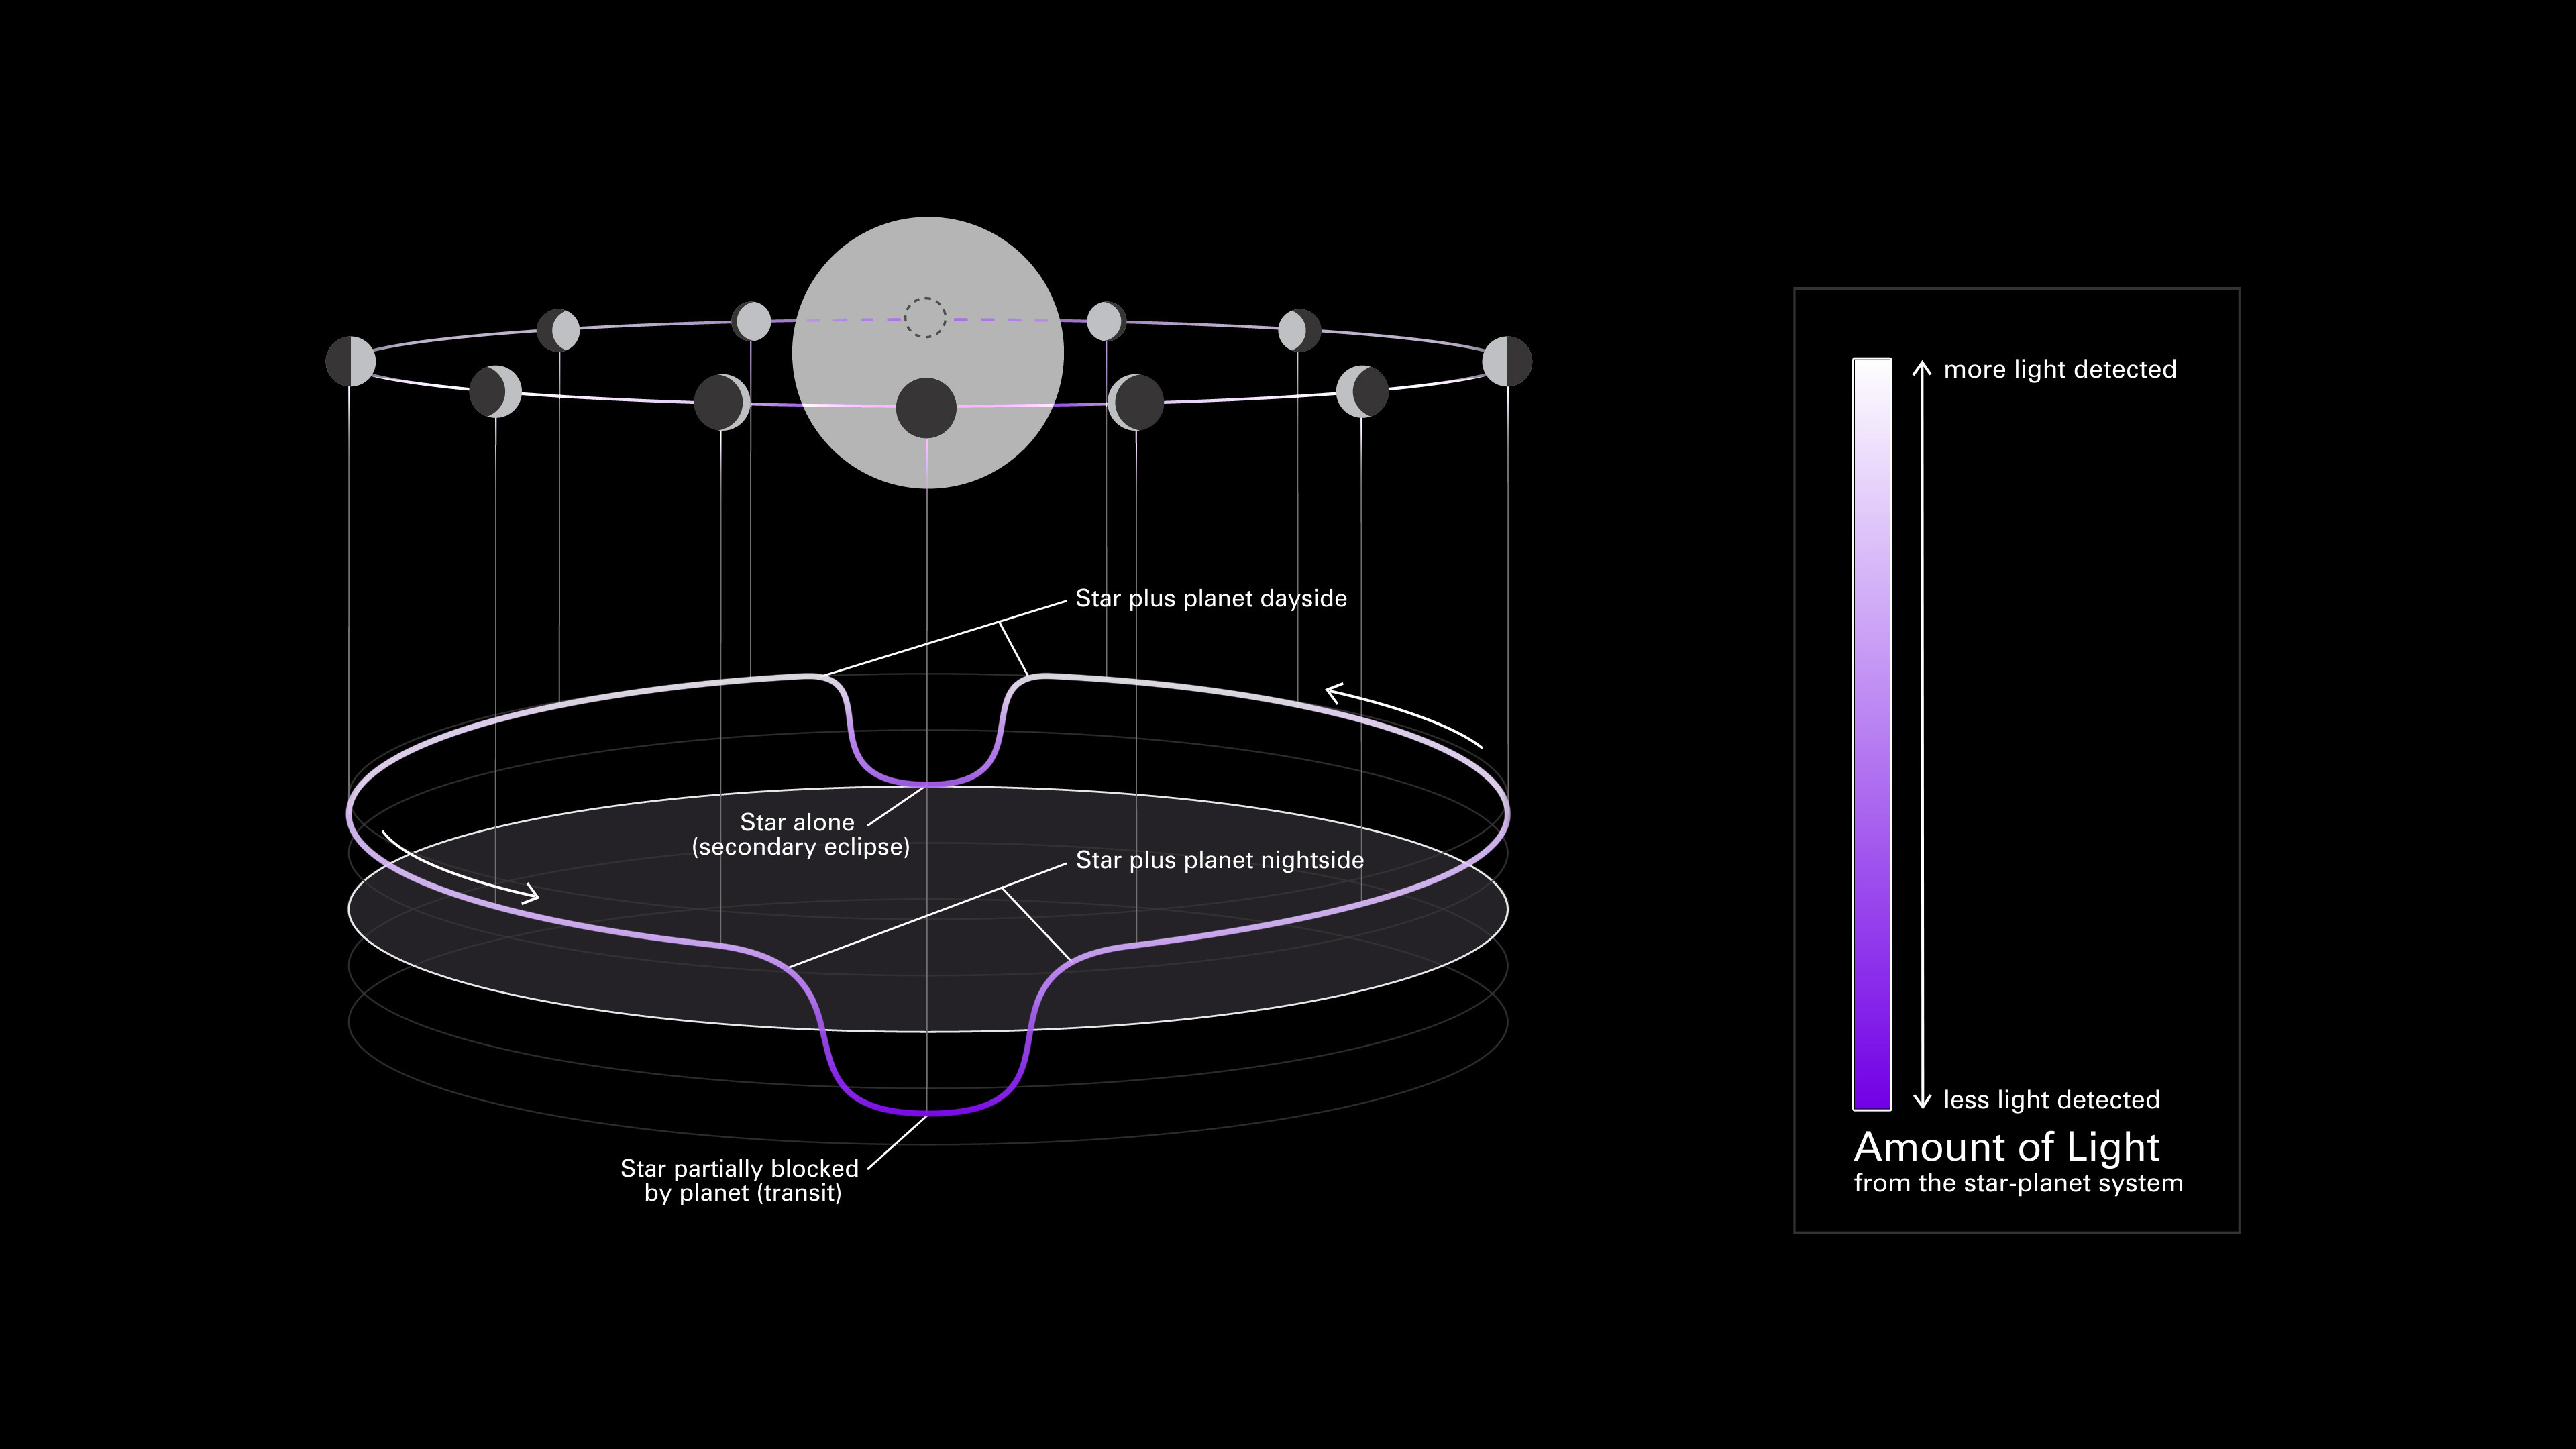 Star plus planet dayside
Star alone
(secondary eclipse)
Star plus planet nightside
Star partially blocked
by planet (transit)
more light detected
less light detected
Amount of Light
from the star-planet system